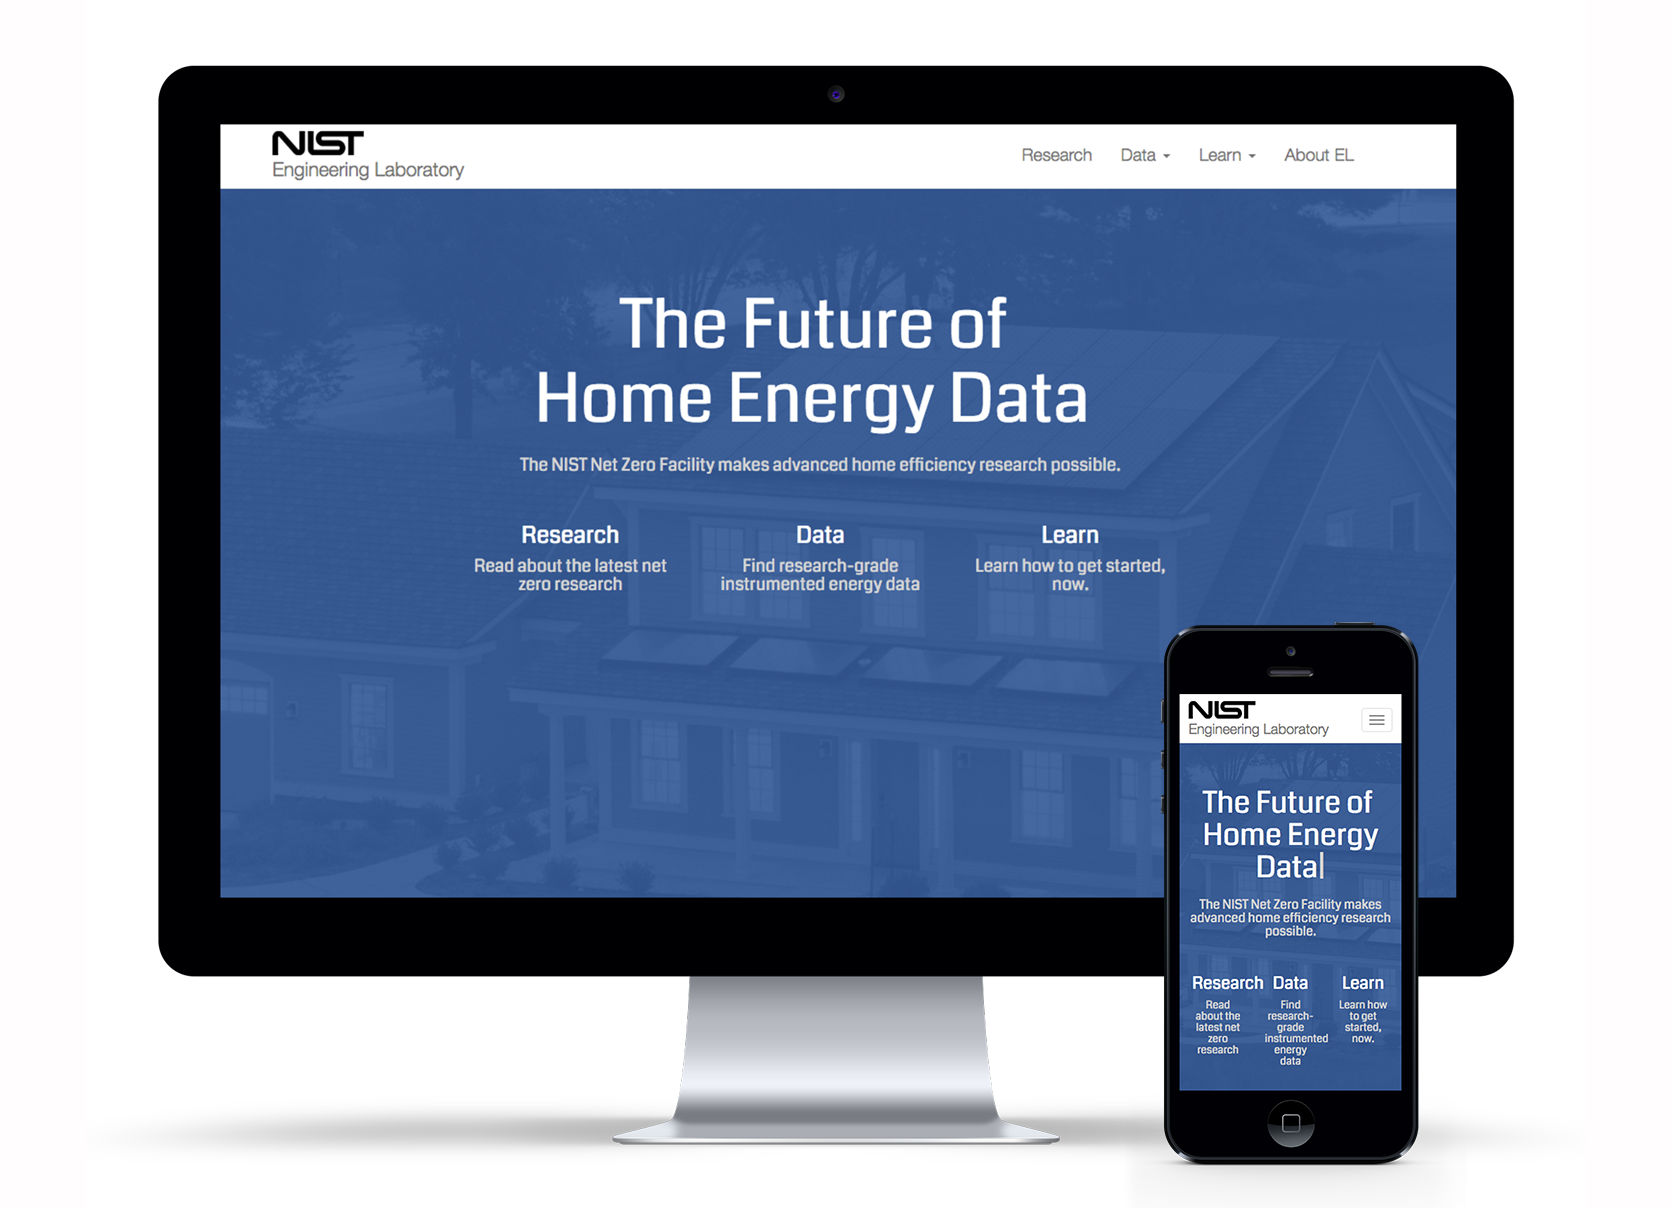 NIST
Engineering Laboratory
Research Data Learn About EL
The Future of
Home Energy Data
The NIST Net Zero Facility makes advanced home efficiency research possible.
Research
Read about the latest net
zero research
Data
Find research-grade
instrumented energy data
Learn
Learn how to get started,
now.
NIST
Engineering Laboratory
The Future of
Home Energy
Data
The NIST Net Zero Facility makes
advanced home efficiency research
possible.
Research
Read
about the
latest net
zero
research
Data
Find
research-
grade
instrumented
energy
data
Learn
Learn how
to get
started,
now.